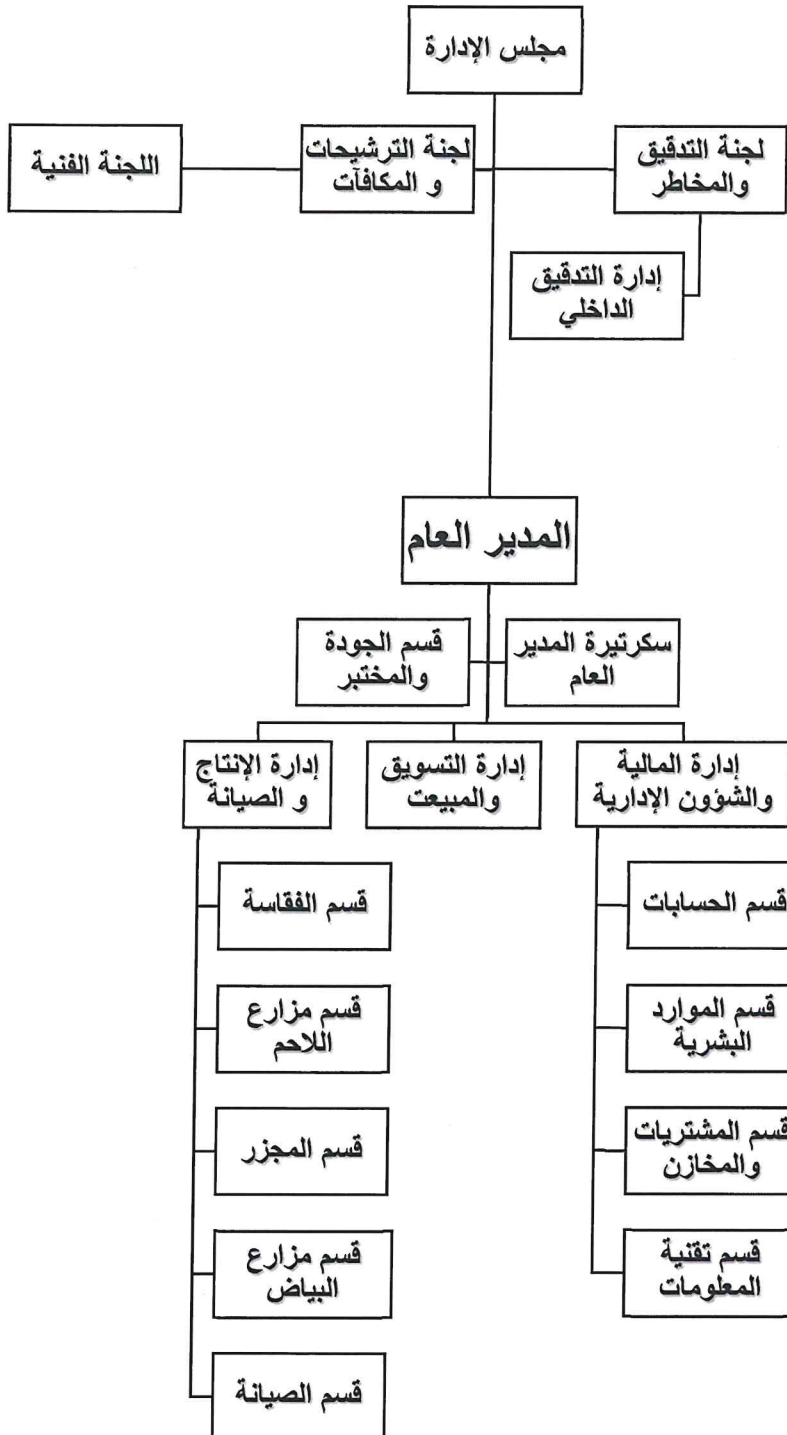 مجلس الإدارة
لجنة التدقيق
والمخاطر
لجنة الترشيحات
و المكافآت
اللجنة الفنية
إدارة التدقيق
الداخلي
المدير العام
سكرتيرة المدير
العام
قسم الجودة
والمختبر
إدارة المالية
والشؤون الإدارية
إدارة التسويق
والمبيعت
إدارة الإنتاج
و الصيانة
قسم الحسابات
قسم الموارد
البشرية
قسم المشتريات
والمخازن
قسم تقنية
المعلومات
قسم الفقاسة
قسم مزارع
اللاحم
قسم المجزر
قسم مزارع
البياض
قسم الصيانة